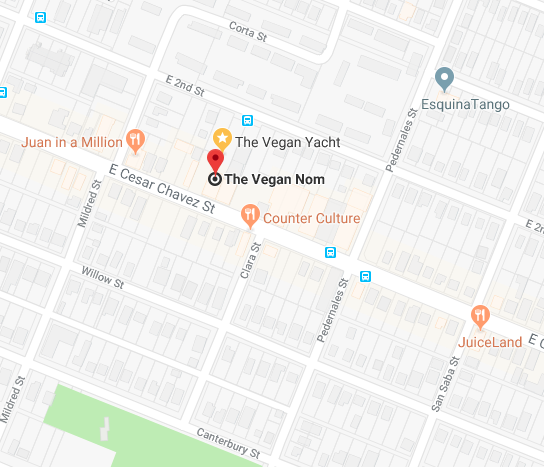 Corta St
E 2nd St
EsquinaTango
Juan in a Million
The Vegan Yacht
Pedernales St
The Vegan Nom
E Cesar Chavez St
Mildred St
Counter Culture
E 2n
Clara St
Willow St
Pedernales St
E C
JuiceLand
San Saba St
Mildred St
Canterbury St